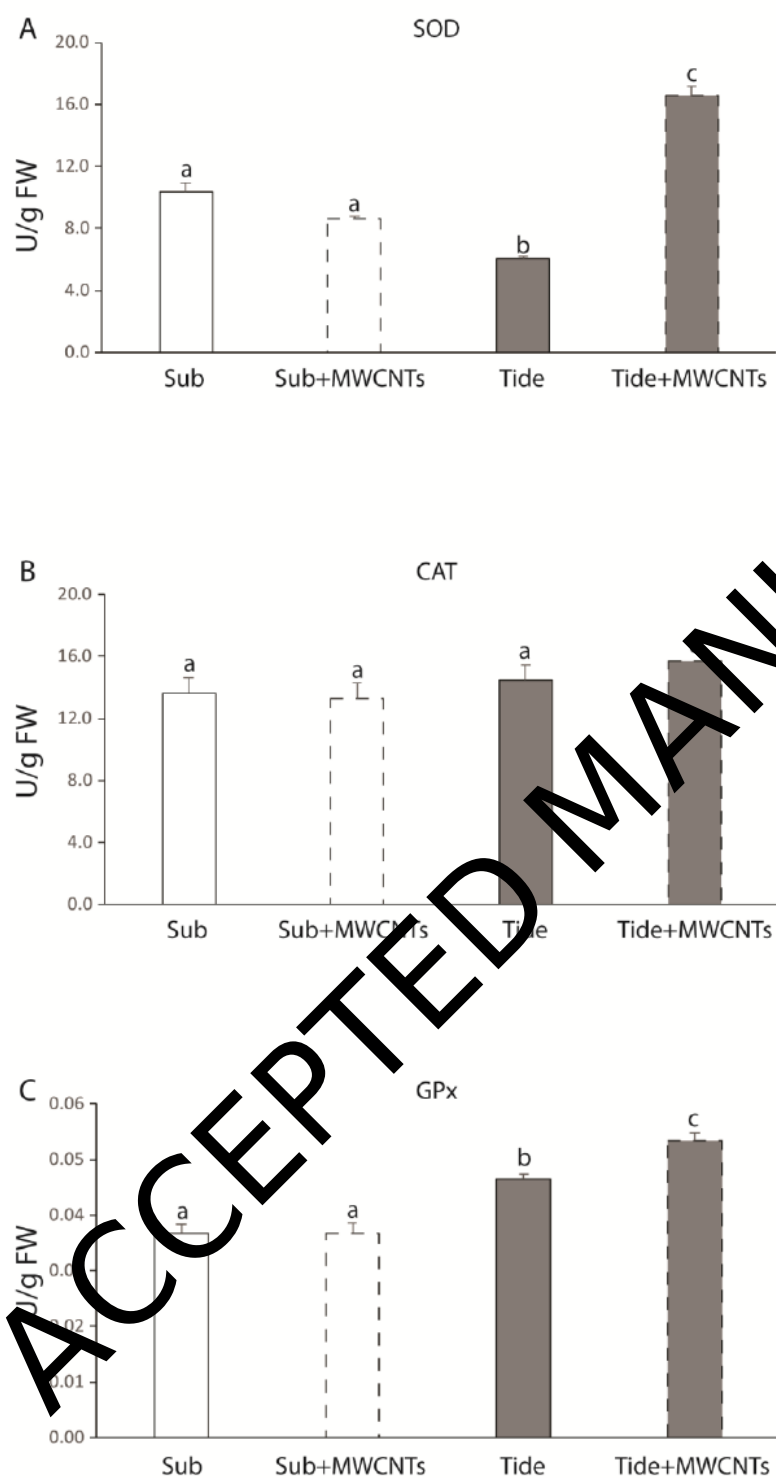 A
SOD
20.0
16.0
12.0
8.0
4.0
0.0
U/g FW
a
a
b
c
Sub Sub+MWCNTs Tide Tide+MWCNTs
B
CAT
20.0
16.0
12.0
8.0
4.0
0.0
U/g FW
a
a
a
Sub Sub+MWCNTs Tide Tide+MWCNTs
C
GPx
0.06
0.05
0.04
0.01
0.00
U/g FW
a
a
b
c
Sub Sub+MWCNTs Tide Tide+MWCNTs
ACCEPTED